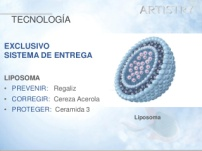 ARTISTRY
TECNOLOGÍA
EXCLUSIVO
SISTEMA DE ENTREGA
LIPOSOMA
• PREVENIR: Regaliz
• CORREGIR: Cereza Acerola
• PROTEGER: Ceramida 3
Liposoma